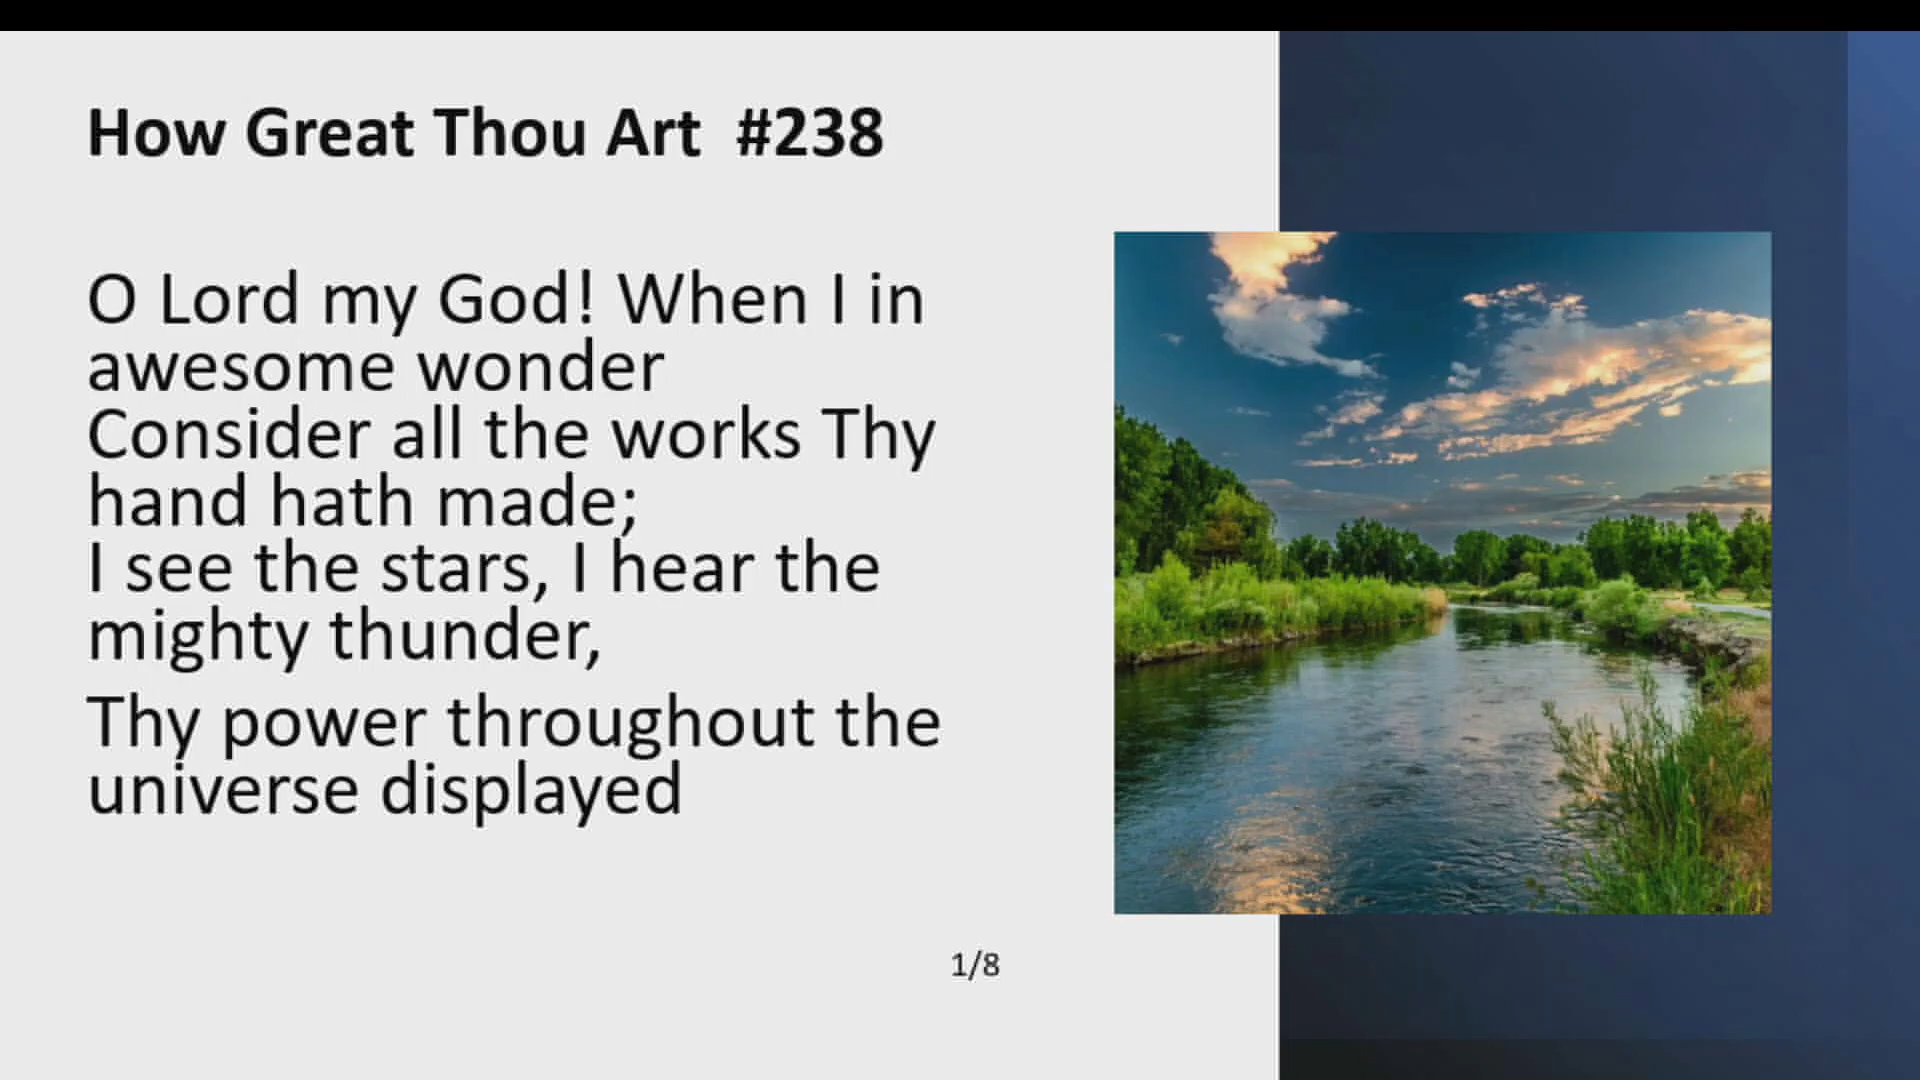 How Great Thou Art  #238
O Lord my God! When I in
awesome wonder
Consider all the works Thy
hand hath made;
I see the stars, I hear the
mighty thunder,
Thy power throughout the
universe displayed
1/8